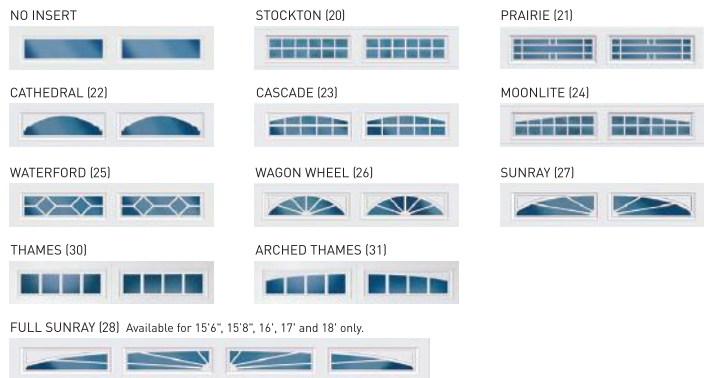 NO INSERT
STOCKTON (20)
PRAIRIE (21)
CATHEDRAL (22)
CASCADE (23)
MOONLITE (24)
WATERFORD (25)
WAGON WHEEL (26)
SUNRAY (27)
THAMES (30)
ARCHED THAMES (31)
FULL SUNRAY (28) Available for 15'6", 15'8", 16', 17' and 18' only.